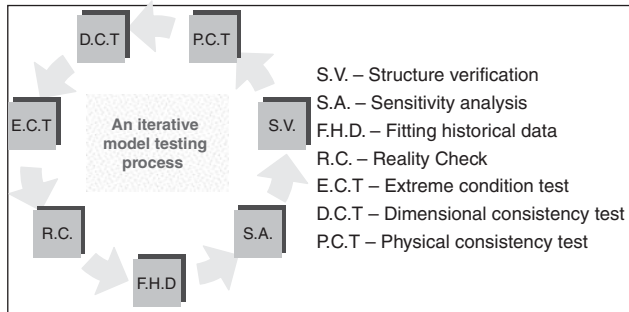 D.C.T
P.C.T
E.C.T
An iterative
model testing
process
S.V.
R.C.
S.A.
F.H.D
S.V. – Structure verification
S.A. – Sensitivity analysis
F.H.D. – Fitting historical data
R.C. – Reality Check
E.C.T – Extreme condition test
D.C.T – Dimensional consistency test
P.C.T – Physical consistency test